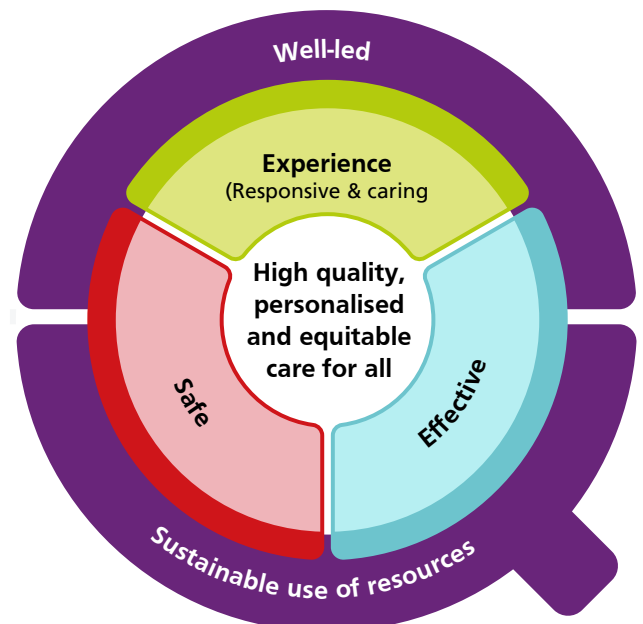 Well-led
Experience
(Responsive & caring
High quality,
personalised
and equitable
care for all
Safe
Effective
Sustainable use of resources